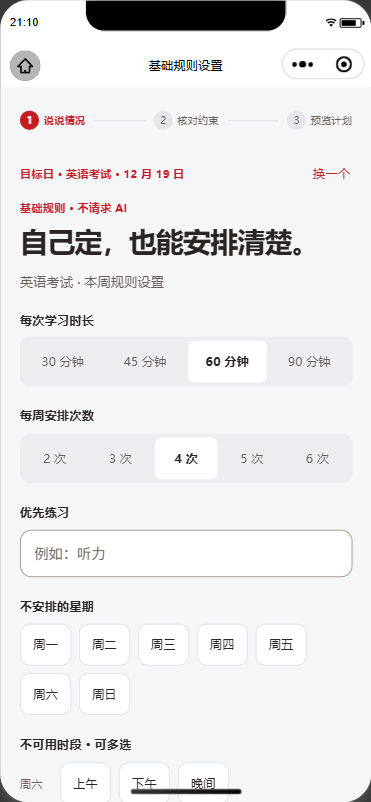 21:10
基础规则设置
1 说说情况 2 核对约束 3 预览计划
目标日·英语考试·12 月 19 日 换一个
基础规则·不请求 AI
自己定，也能安排清楚。
英语考试 · 本周规则设置
每次学习时长
30 分钟 45 分钟 60 分钟 90 分钟
每周安排次数
2 次 3 次 4 次 5 次 6 次
优先练习
例如：听力
不安排的星期
周一 周二 周三 周四 周五
周六 周日
不可用时段·可多选
周六 上午 下午 晚间